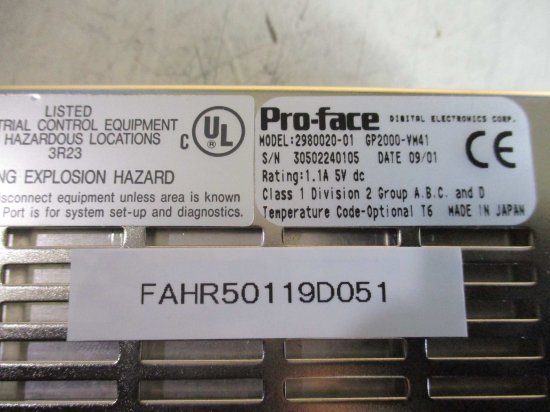 LISTED
TRIAL CONTROL EQUIPMENT
HAZARDOUS LOCATIONS
3R23
NG EXPLOSION HAZARD
isconnect equipment unless area is known
Port is for system set-up and diagnostics.
C UL
Pro-face DIGITAL ELECTRONICS CORP.
MODEL:2980020-01 GP2000-VM41
S/N 30502240105 DATE 09/01
Rating:1.1A 5V dc
Class 1 Division 2 Group A.B.C. and D
Temperature Code-Optional T6 MADE IN JAPAN
CE
FAHR50119D051